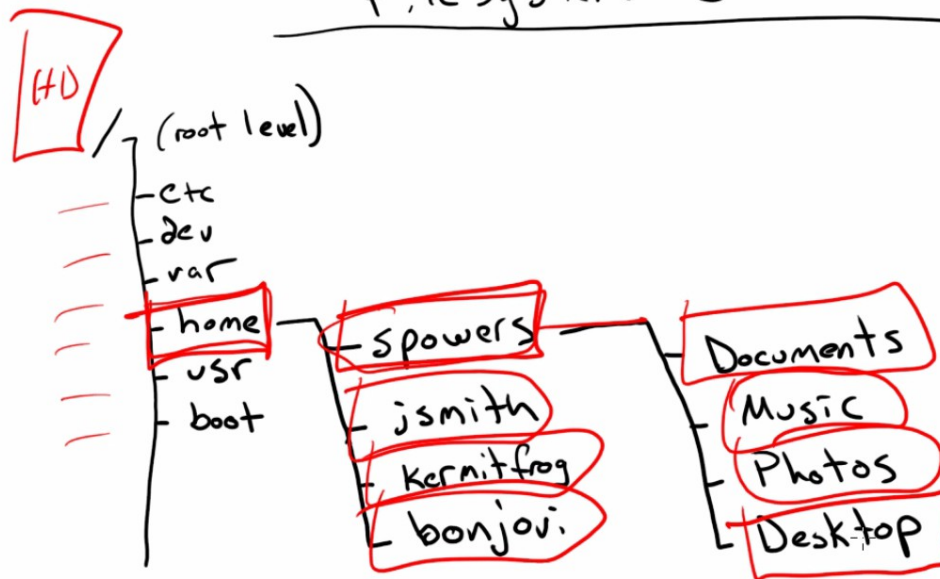 HD
/ (root level)
etc
dev
var
home
usr
boot
spowers
jsmith
kermitfrog
bonjovi
Documents
Music
Photos
Desktop